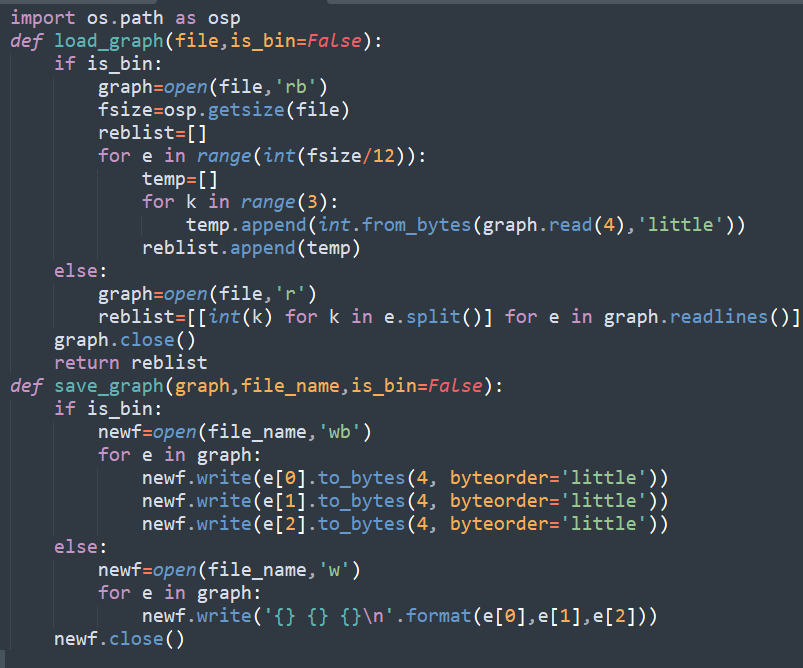 import os.path as osp
def load_graph(file,is_bin=False):
    if is_bin:
        graph=open(file,'rb')
        fsize=osp.getsize(file)
        reblist=[]
        for e in range(int(fsize/12)):
            temp=[]
            for k in range(3):
                temp.append(int.from_bytes(graph.read(4),'little'))
            reblist.append(temp)
    else:
        graph=open(file,'r')
        reblist=[[int(k) for k in e.split()] for e in graph.readlines()]
    graph.close()
    return reblist
def save_graph(graph,file_name,is_bin=False):
    if is_bin:
        newf=open(file_name,'wb')
        for e in graph:
            newf.write(e[0].to_bytes(4, byteorder='little'))
            newf.write(e[1].to_bytes(4, byteorder='little'))
            newf.write(e[2].to_bytes(4, byteorder='little'))
    else:
        newf=open(file_name,'w')
        for e in graph:
            newf.write('{} {} {}\n'.format(e[0],e[1],e[2]))
    newf.close()